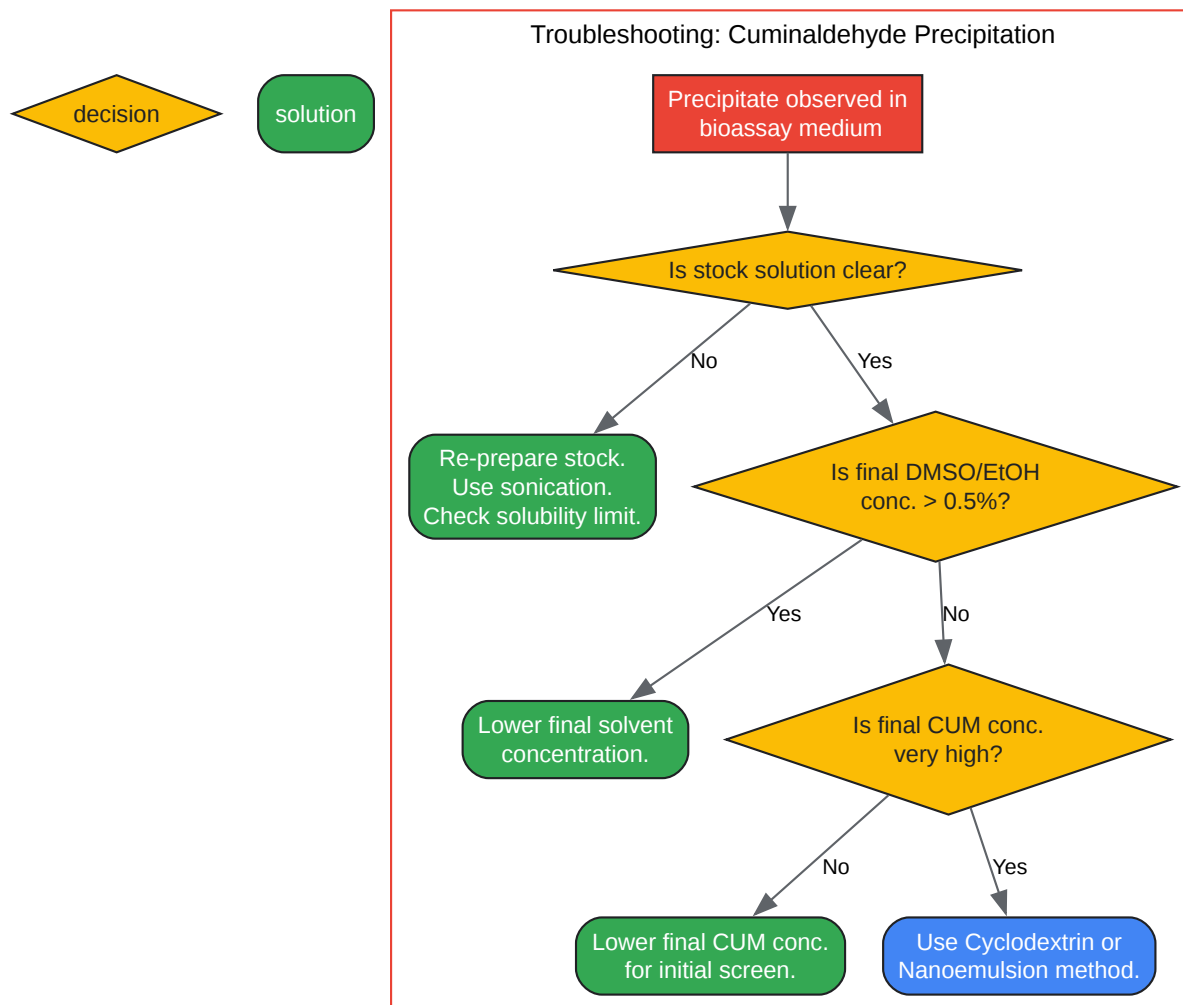 Troubleshooting: Cuminaldehyde Precipitation
decision
solution
Precipitate observed in
bioassay medium
Is stock solution clear?
No
Yes
Re-prepare stock.
Use sonication.
Check solubility limit.
Is final DMSO/EtOH
conc. > 0.5%?
Yes
No
Lower final solvent
concentration.
Is final CUM conc.
very high?
No
Yes
Lower final CUM conc.
for initial screen.
Use Cyclodextrin or
Nanoemulsion method.